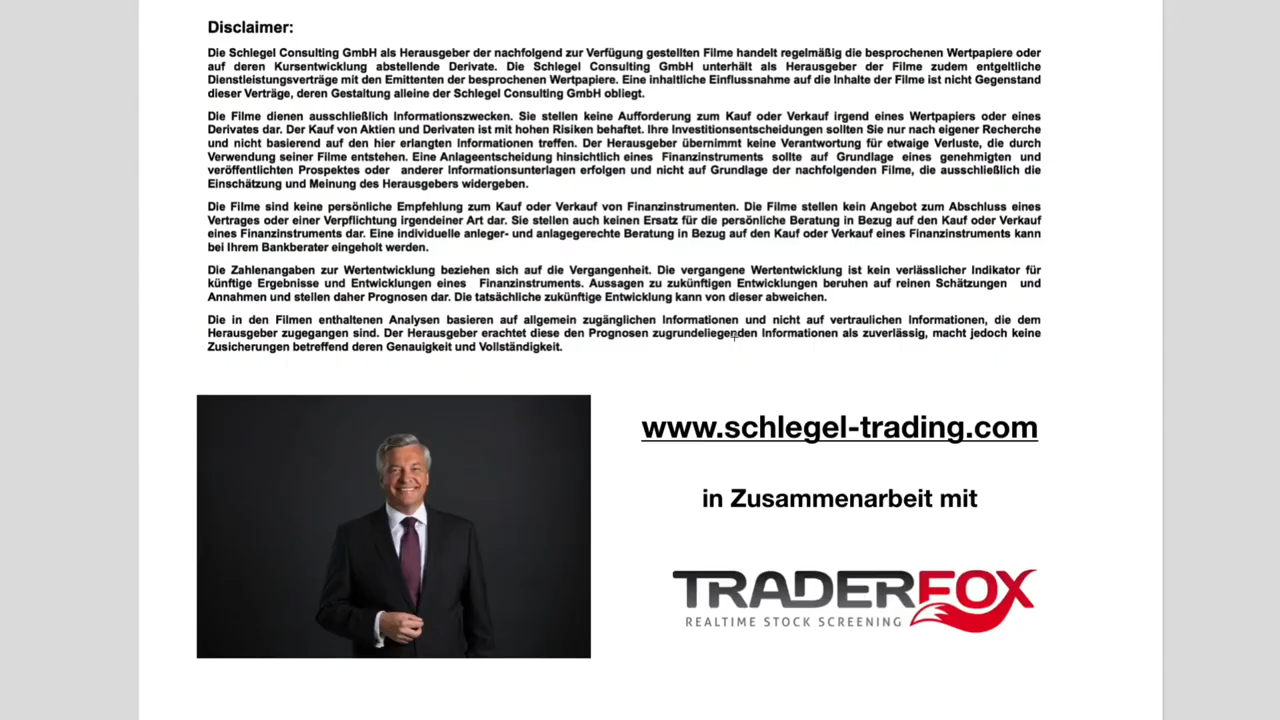 Disclaimer:
Die Schlegel Consulting GmbH als Herausgeber der nachfolgend zur Verfügung gestellten Filme handelt regelmäßig die besprochenen Wertpapiere oder
auf deren Kursentwicklung abstellende Derivate. Die Schlegel Consulting GmbH unterhält als Herausgeber der Filme zudem entgeltliche
Dienstleistungsverträge mit den Emittenten der besprochenen Wertpapiere. Eine inhaltliche Einflussnahme auf die Inhalte der Filme ist nicht Gegenstand
dieser Verträge, deren Gestaltung alleine der Schlegel Consulting GmbH obliegt.
Die Filme dienen ausschließlich Informationszwecken. Sie stellen keine Aufforderung zum Kauf oder Verkauf irgend eines Wertpapiers oder eines
Derivates dar. Der Kauf von Aktien und Derivaten ist mit hohen Risiken behaftet. Ihre Investitionsentscheidungen sollten Sie nur nach eigener Recherche
und nicht basierend auf den hier erlangten Informationen treffen. Der Herausgeber übernimmt keine Verantwortung für etwaige Verluste, die durch
Verwendung seiner Filme entstehen. Eine Anlageentscheidung hinsichtlich eines Finanzinstruments sollte auf Grundlage eines genehmigten und
veröffentlichten Prospektes oder anderer Informationsunterlagen erfolgen und nicht auf Grundlage der nachfolgenden Filme, die ausschließlich die
Einschätzung und Meinung des Herausgebers widergeben.
Die Filme sind keine persönliche Empfehlung zum Kauf oder Verkauf von Finanzinstrumenten. Die Filme stellen kein Angebot zum Abschluss eines
Vertrages oder einer Verpflichtung irgendeiner Art dar. Sie stellen auch keinen Ersatz für die persönliche Beratung in Bezug auf den Kauf oder Verkauf
eines Finanzinstruments dar. Eine individuelle anleger- und anlagegerechte Beratung in Bezug auf den Kauf oder Verkauf eines Finanzinstruments kann
bei Ihrem Bankberater eingeholt werden.
Die Zahlenangaben zur Wertentwicklung beziehen sich auf die Vergangenheit. Die vergangene Wertentwicklung ist kein verlässlicher Indikator für
künftige Ergebnisse und Entwicklungen eines Finanzinstruments. Aussagen zu zukünftigen Entwicklungen beruhen auf reinen Schätzungen und
Annahmen und stellen daher Prognosen dar. Die tatsächliche zukünftige Entwicklung kann von dieser abweichen.
Die in den Filmen enthaltenen Analysen basieren auf allgemein zugänglichen Informationen und nicht auf vertraulichen Informationen, die dem
Herausgeber zugegangen sind. Der Herausgeber erachtet diese den Prognosen zugrundeliegenden Informationen als zuverlässig, macht jedoch keine
Zusicherungen betreffend deren Genauigkeit und Vollständigkeit.
www.schlegel-trading.com
in Zusammenarbeit mit
TRADERFOX
REALTIME STOCK SCREENING